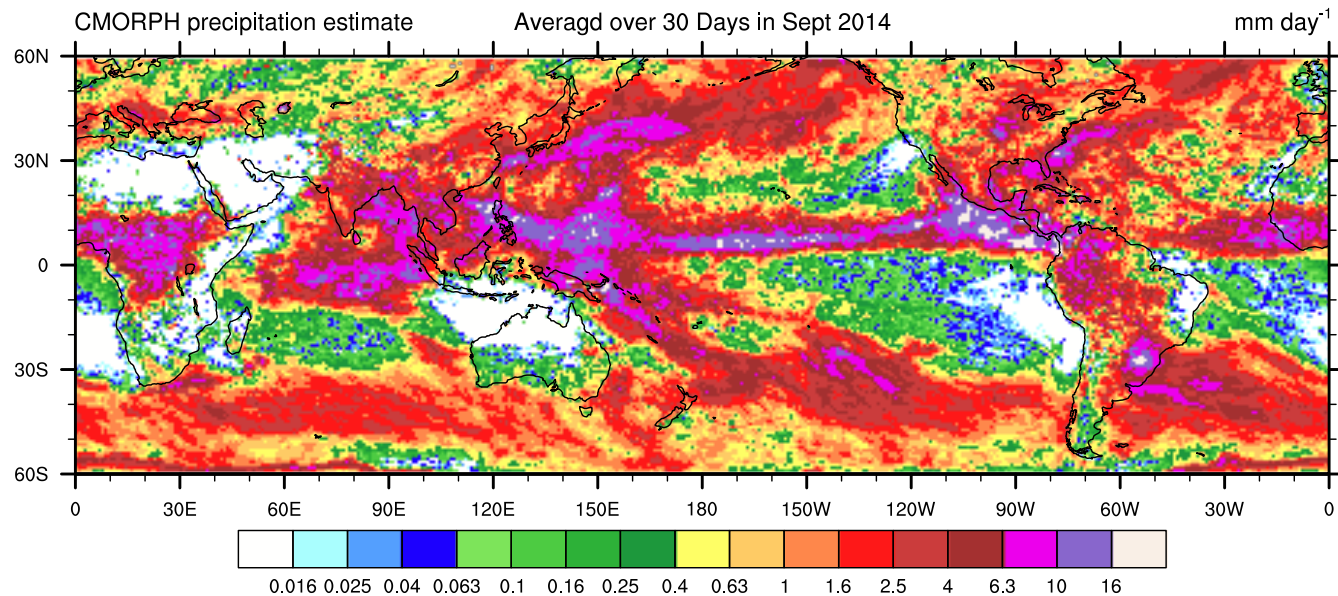 CMORPH precipitation estimate Averagd over 30 Days in Sept 2014 mm day⁻¹
60N
30N
0
30S
60S
0 30E 60E 90E 120E 150E 180 150W 120W 90W 60W 30W 0
0.016 0.025 0.04 0.063 0.1 0.16 0.25 0.4 0.63 1 1.6 2.5 4 6.3 10 16